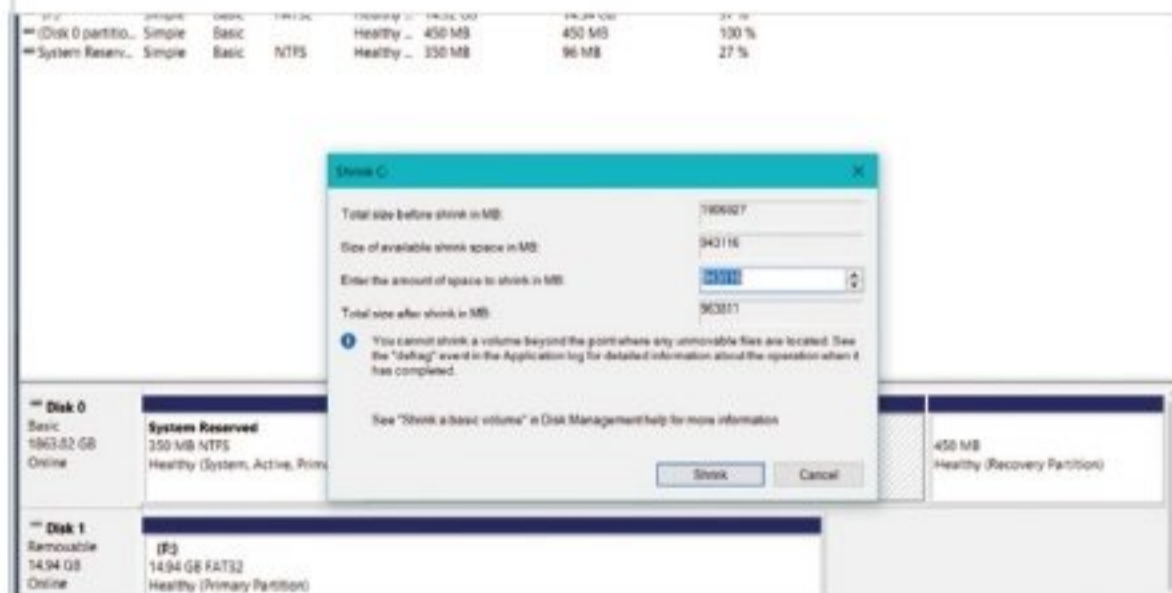 Simple Basic FAT32 Healthy
(Disk 0 partitio... Simple Basic Healthy ... 450 MB 450 MB 100 %
System Reserv... Simple Basic NTFS Healthy ... 350 MB 96 MB 27 %
Shrink C:
Total size before shrink in MB:
Size of available shrink space in MB: 943116
Enter the amount of space to shrink in MB:
Total size after shrink in MB: 963811
You cannot shrink a volume beyond the point where any unmovable files are located. See
the "defrag" event in the Application log for detailed information about the operation when it
has completed.
See "Shrink a basic volume" in Disk Management help for more information
Shrink Cancel
Disk 0
Basic
1863.02 GB
Online
System Reserved
350 MB NTFS
Healthy (System, Active, Prim
450 MB
Healthy (Recovery Partition)
Disk 1
Removable
14.94 GB
Online
(F:)
14.94 GB FAT32
Healthy (Primary Partition)